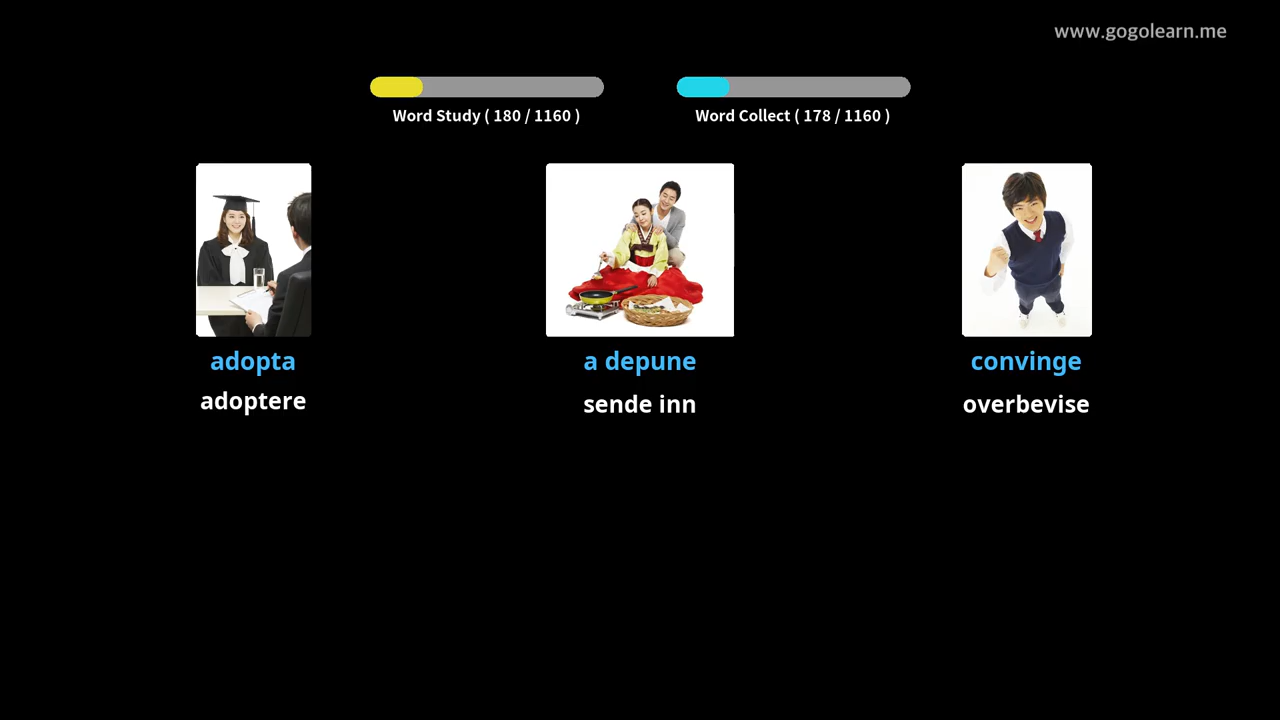 www.gogolearn.me
Word Study ( 180 / 1160 )
Word Collect ( 178 / 1160 )
adopta
a depune
convinge
adoptere
sende inn
overbevise